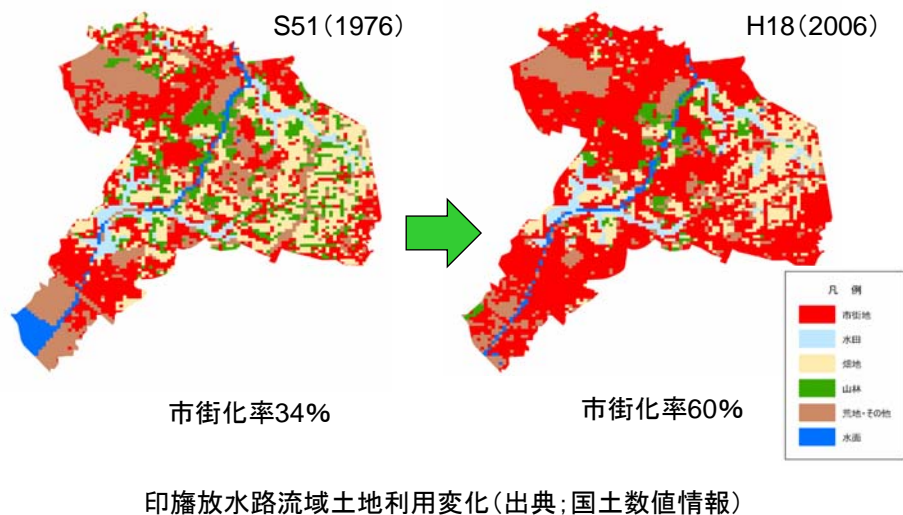 S51(1976)
H18(2006)
凡 例
市街地
水田
畑地
山林
荒地・その他
水面
市街化率34%
市街化率60%
印旛放水路流域土地利用変化(出典;国土数値情報)